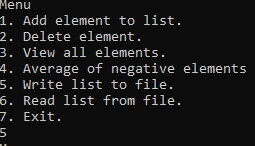 Menu
1. Add element to list.
2. Delete element.
3. View all elements.
4. Average of negative elements
5. Write list to file.
6. Read list from file.
7. Exit.
5